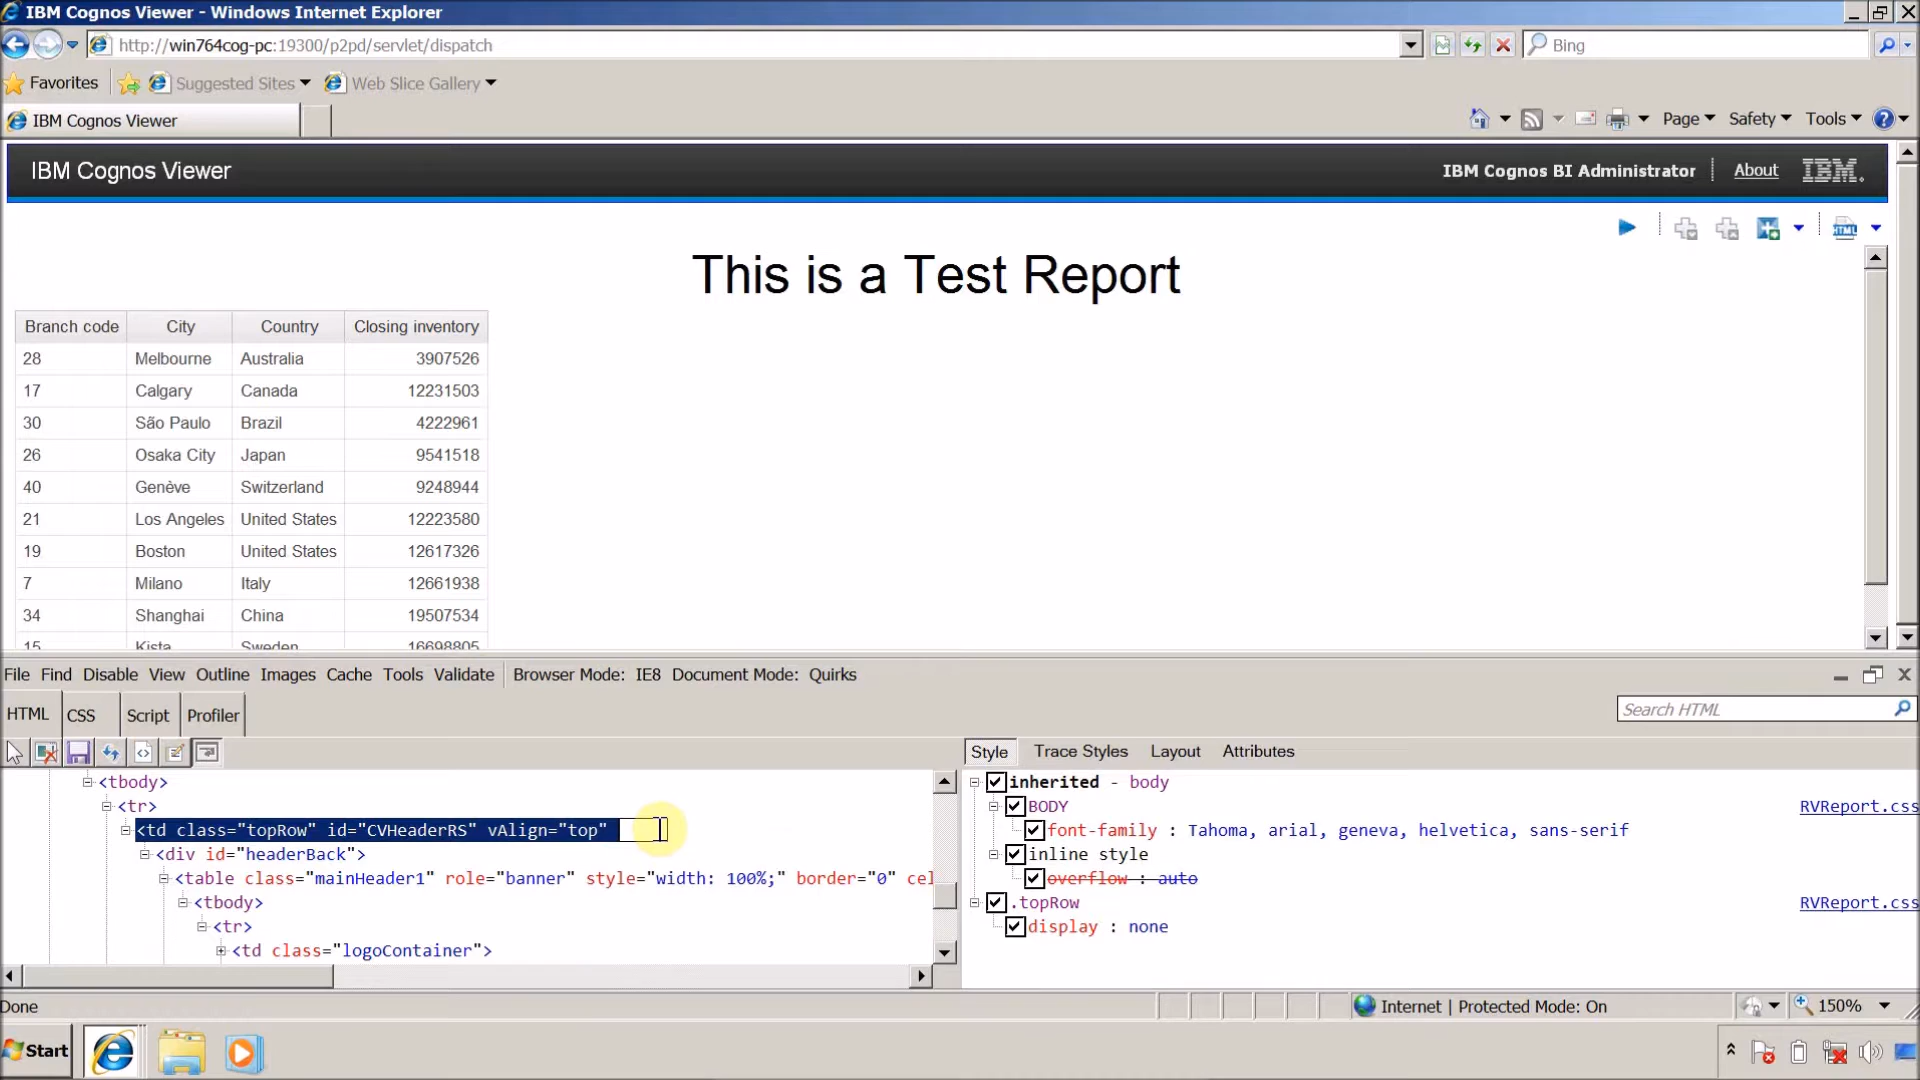 IBM Cognos Viewer - Windows Internet Explorer
http://win764cog-pc:19300/p2pd/servlet/dispatch
Bing
Favorites
Suggested Sites
Web Slice Gallery
IBM Cognos Viewer
Page
Safety
Tools
IBM Cognos Viewer
IBM Cognos BI Administrator
About
IBM.
HTML
This is a Test Report
Branch code City Country Closing inventory
28 Melbourne Australia 3907526
17 Calgary Canada 12231503
30 São Paulo Brazil 4222961
26 Osaka City Japan 9541518
40 Genève Switzerland 9248944
21 Los Angeles United States 12223580
19 Boston United States 12617326
7 Milano Italy 12661938
34 Shanghai China 19507534
15 Kista Sweden 16698805
File Find Disable View Outline Images Cache Tools Validate Browser Mode: IE8 Document Mode: Quirks
HTML CSS Script Profiler
Search HTML
Style Trace Styles Layout Attributes
<tbody>
<tr>
<td class="topRow" id="CVHeaderRS" vAlign="top"
<div id="headerBack">
<table class="mainHeader1" role="banner" style="width: 100%;" border="0" cel
<tbody>
<tr>
<td class="logoContainer">
inherited - body
BODY RVReport.css
font-family : Tahoma, arial, geneva, helvetica, sans-serif
inline style
overflow : auto
.topRow RVReport.css
display : none
Done
Internet | Protected Mode: On
150%
Start